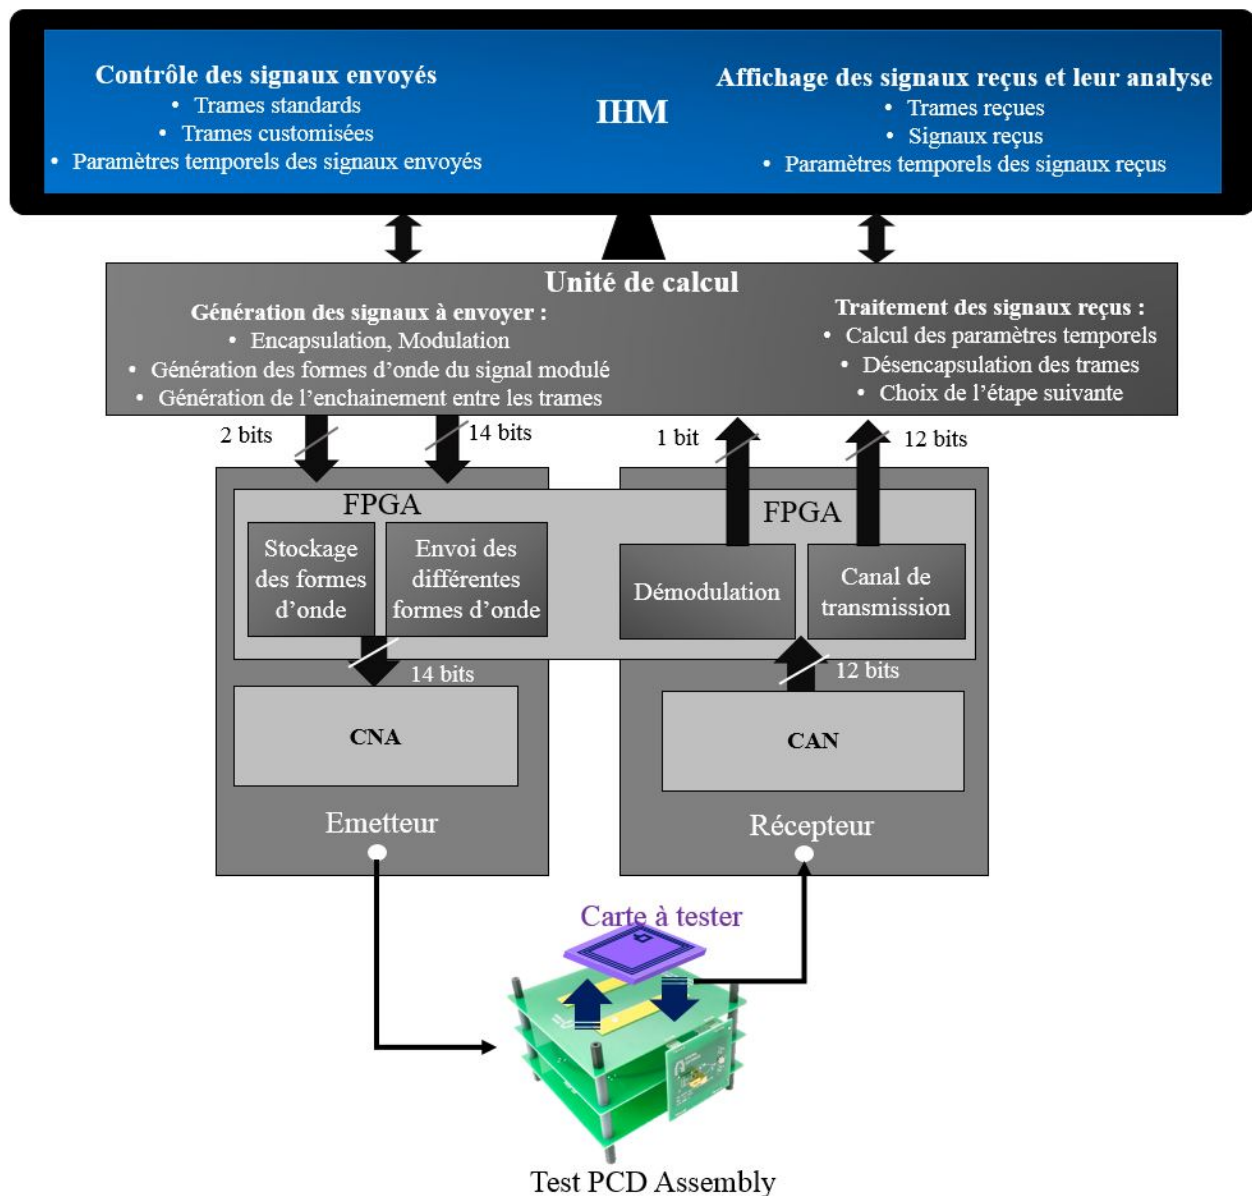 Contrôle des signaux envoyés
• Trames standards
• Trames customisées
• Paramètres temporels des signaux envoyés
IHM
Affichage des signaux reçus et leur analyse
• Trames reçues
• Signaux reçus
• Paramètres temporels des signaux reçus
Unité de calcul
Génération des signaux à envoyer :
• Encapsulation, Modulation
• Génération des formes d’onde du signal modulé
• Génération de l’enchainement entre les trames
Traitement des signaux reçus :
• Calcul des paramètres temporels
• Désencapsulation des trames
• Choix de l’étape suivante
2 bits
14 bits
1 bit
12 bits
FPGA
FPGA
Stockage
des formes
d’onde
Envoi des
différentes
formes d’onde
Démodulation
Canal de
transmission
14 bits
12 bits
CNA
CAN
Emetteur
Récepteur
Carte à tester
Test PCD Assembly